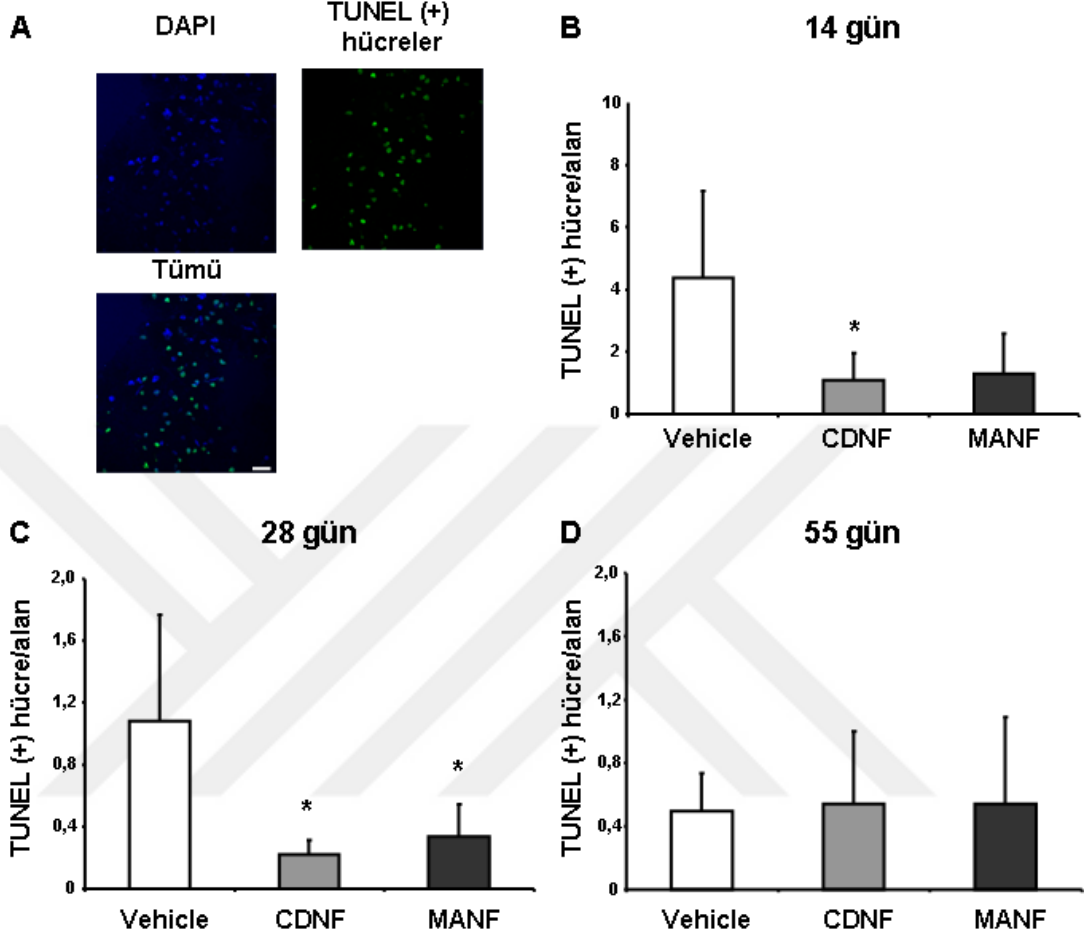 A
DAPI
TUNEL (+)
hücreler
Tümü
B
14 gün
TUNEL (+) hücre/alan
10
8
6
4
2
0
*
Vehicle
CDNF
MANF
C
28 gün
TUNEL (+) hücre/alan
2,0
1,6
1,2
0,8
0,4
0
*
*
Vehicle
CDNF
MANF
D
55 gün
TUNEL (+) hücre/alan
2,0
1,6
1,2
0,8
0,4
0
Vehicle
CDNF
MANF